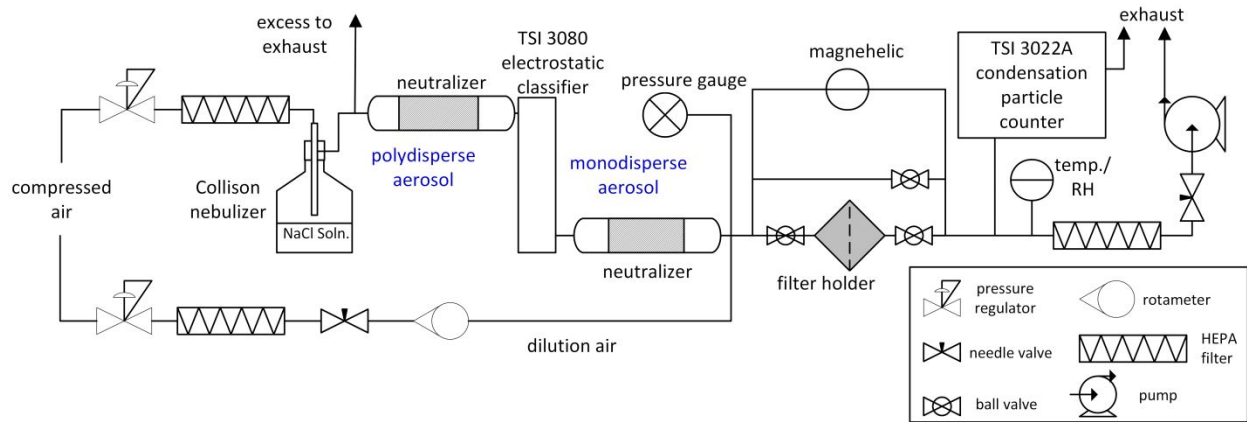 excess to
exhaust
TSI 3080
electrostatic
classifier
neutralizer
pressure gauge
magnehelic
exhaust
TSI 3022A
condensation
particle
counter
polydisperse
aerosol
monodisperse
aerosol
compressed
air
Collison
nebulizer
NaCl Soln.
temp./
RH
neutralizer
filter holder
dilution air
pressure
regulator
rotameter
needle valve
HEPA
filter
ball valve
pump